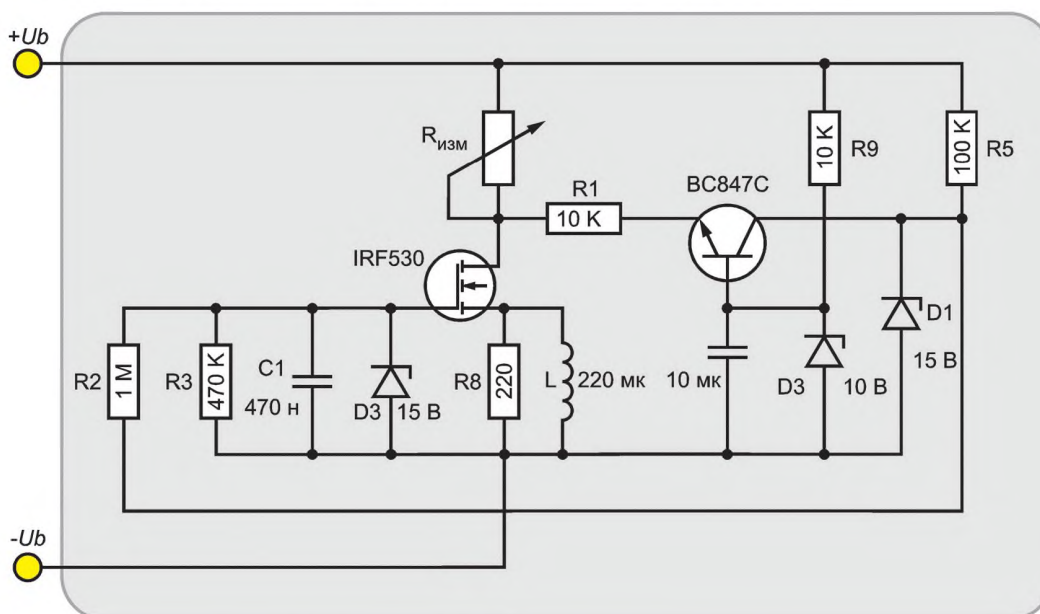 +Ub
Rизм
10 K
R9
100 K
R5
R1
BC847C
10 K
IRF530
D1
R2
1 M
R3
470 K
C1
470 н
D3
15 В
R8
220
L
220 мк
10 мк
D3
10 В
15 В
-Ub